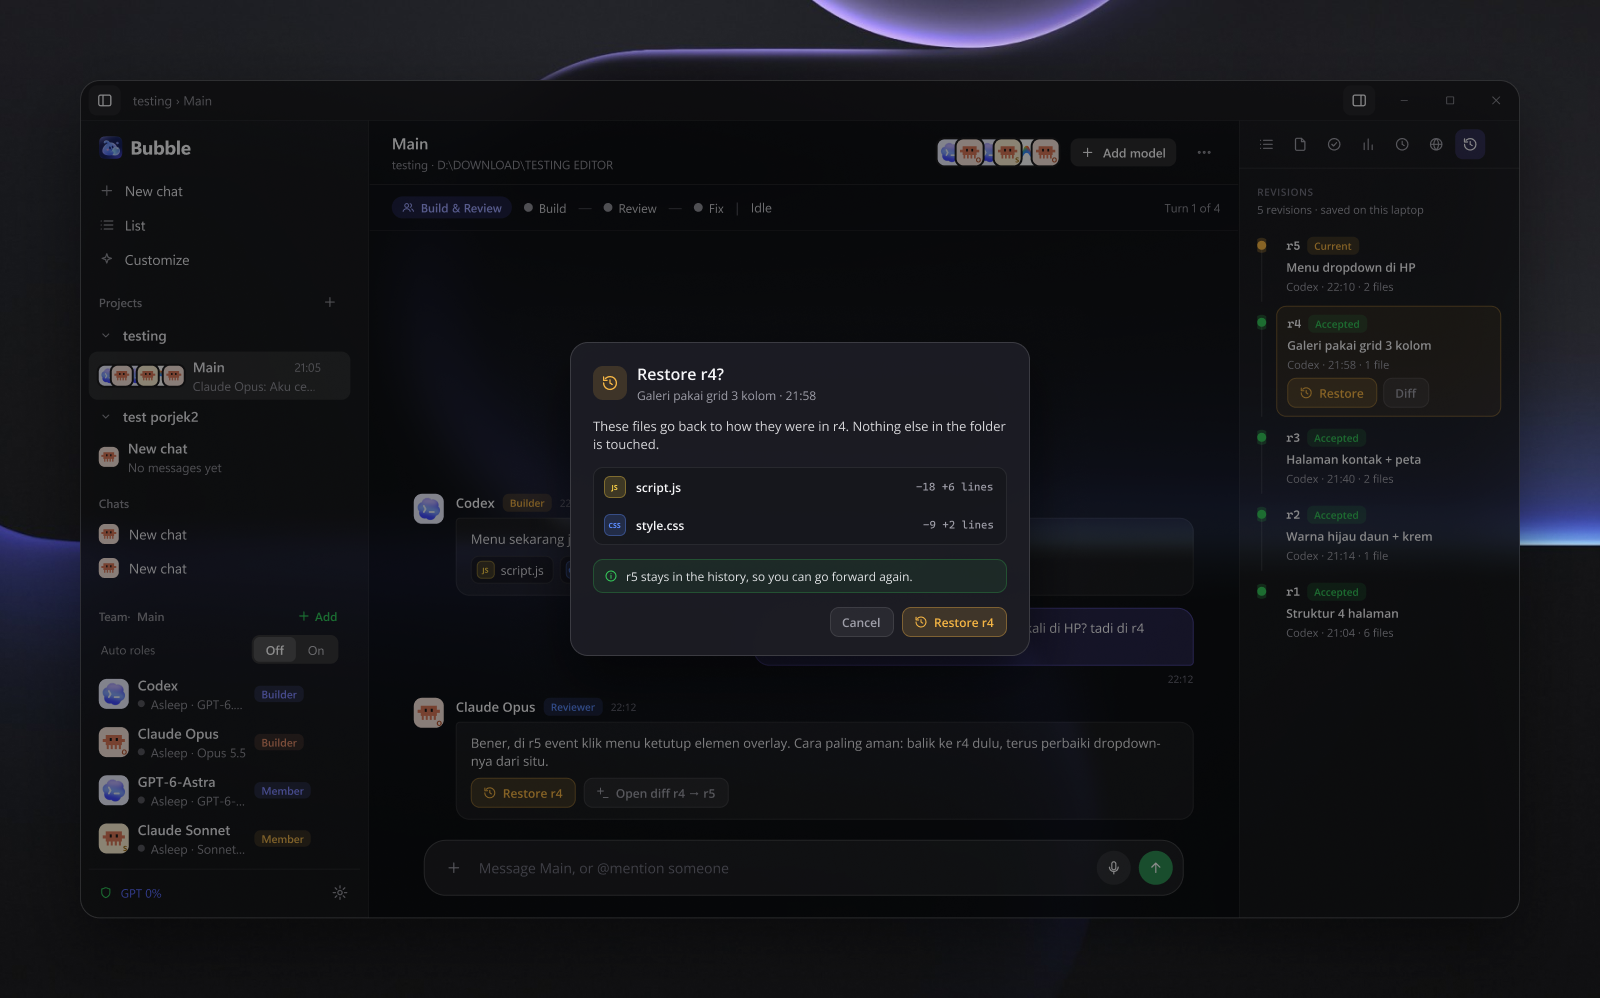 testing › Main
Bubble
New chat
List
Customize
Projects
testing
Main 21:05
Claude Opus: Aku ce...
test porjek2
New chat
No messages yet
Chats
New chat
New chat
Team· Main + Add
Auto roles Off On
Codex
Asleep · GPT-6.... Builder
Claude Opus
Asleep · Opus 5.5 Builder
GPT-6-Astra
Asleep · GPT-6-... Member
Claude Sonnet
Asleep · Sonnet... Member
GPT 0%
Main
testing · D:\DOWNLOAD\TESTING EDITOR
+ Add model
Build & Review Build — Review — Fix | Idle
Turn 1 of 4
Codex Builder 22
Menu sekarang j
JS script.js
kali di HP? tadi di r4
22:12
Claude Opus Reviewer 22:12
Bener, di r5 event klik menu ketutup elemen overlay. Cara paling aman: balik ke r4 dulu, terus perbaiki dropdown-
nya dari situ.
Restore r4 Open diff r4 → r5
Message Main, or @mention someone
Restore r4?
Galeri pakai grid 3 kolom · 21:58
These files go back to how they were in r4. Nothing else in the folder
is touched.
JS script.js −18 +6 lines
CSS style.css −9 +2 lines
r5 stays in the history, so you can go forward again.
Cancel Restore r4
REVISIONS
5 revisions · saved on this laptop
r5 Current
Menu dropdown di HP
Codex · 22:10 · 2 files
r4 Accepted
Galeri pakai grid 3 kolom
Codex · 21:58 · 1 file
Restore Diff
r3 Accepted
Halaman kontak + peta
Codex · 21:40 · 2 files
r2 Accepted
Warna hijau daun + krem
Codex · 21:14 · 1 file
r1 Accepted
Struktur 4 halaman
Codex · 21:04 · 6 files